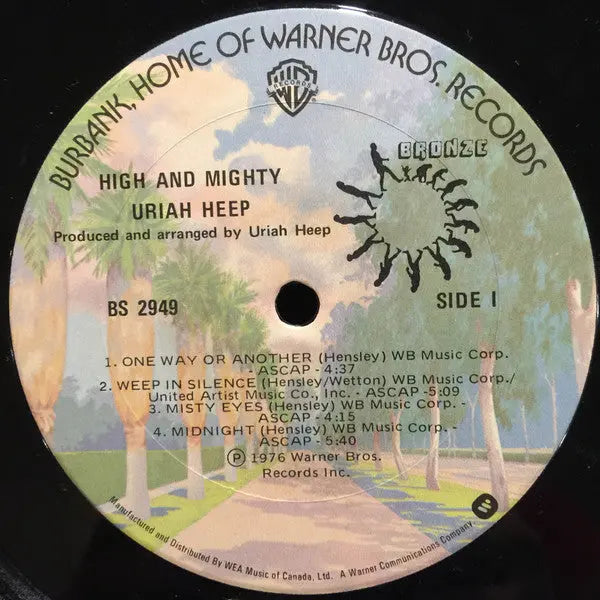 BURBANK, HOME OF WARNER BROS. RECORDS
RECORDS
BRONZE
HIGH AND MIGHTY
URIAH HEEP
Produced and arranged by Uriah Heep
BS 2949
SIDE I
1. ONE WAY OR ANOTHER (Hensley) WB Music Corp.
- ASCAP - 4:37
2. WEEP IN SILENCE (Hensley/Wetton) WB Music Corp./
United Artist Music Co., Inc. - ASCAP -5:09
3. MISTY EYES (Hensley) WB Music Corp. -
ASCAP - 4:15
4. MIDNIGHT (Hensley) WB Music Corp. -
ASCAP - 5:40
Ⓟ 1976 Warner Bros.
Records Inc.
Manufactured and Distributed By WEA Music of Canada, Ltd. A Warner Communications Company